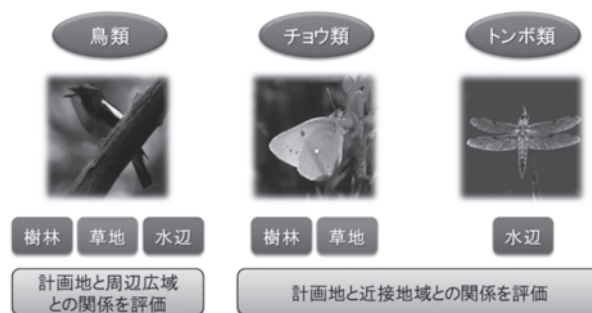 鳥類
チョウ類
トンボ類
樹林
草地
水辺
樹林
草地
水辺
計画地と周辺広域
との関係を評価
計画地と近接地域との関係を評価